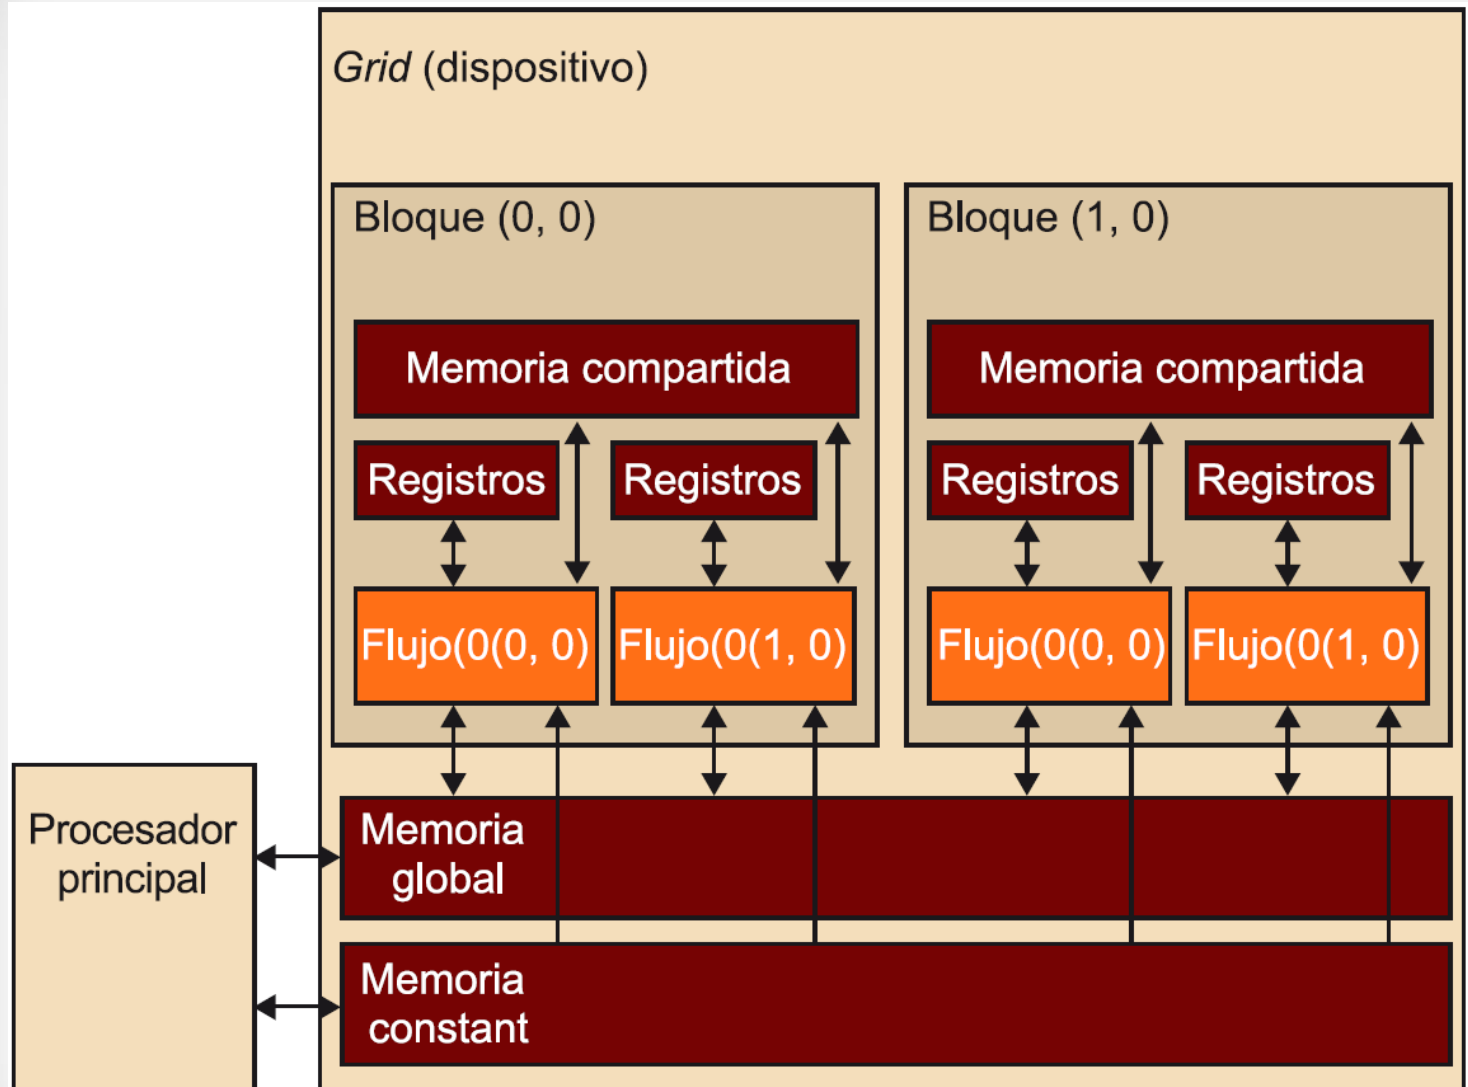 Grid (dispositivo)
Bloque (0, 0)
Bloque (1, 0)
Memoria compartida
Memoria compartida
Registros
Registros
Registros
Registros
Flujo(0(0, 0)
Flujo(0(1, 0)
Flujo(0(0, 0)
Flujo(0(1, 0)
Procesador
principal
Memoria
global
Memoria
constant